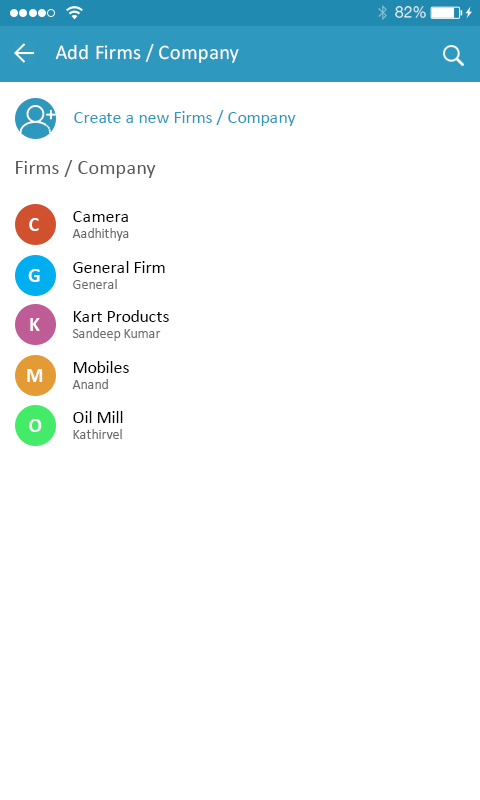 82%
Add Firms / Company
Create a new Firms / Company
Firms / Company
C
Camera
Aadhithya
G
General Firm
General
K
Kart Products
Sandeep Kumar
M
Mobiles
Anand
O
Oil Mill
Kathirvel